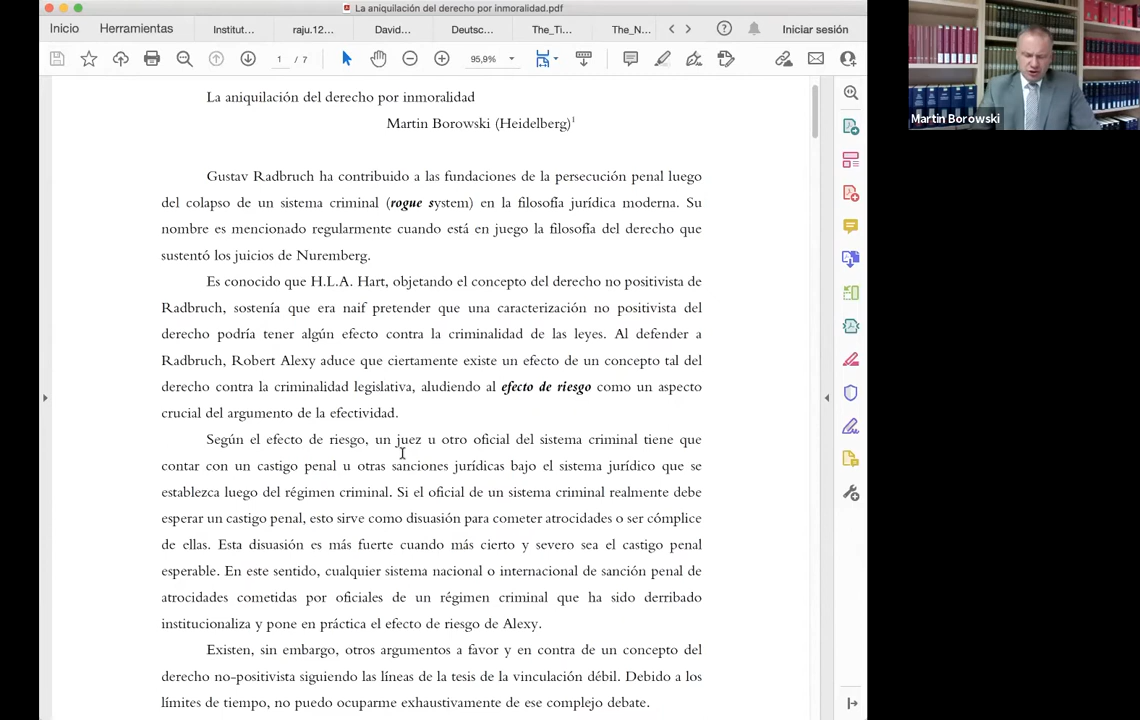 La aniquilación del derecho por inmoralidad.pdf
Inicio
Herramientas
Institut...
raju.12...
David...
Deutsc...
The_Ti...
The_N...
Iniciar sesión
1 / 7
95,9%
La aniquilación del derecho por inmoralidad
Martin Borowski (Heidelberg)1
Gustav Radbruch ha contribuido a las fundaciones de la persecución penal luego
del colapso de un sistema criminal (rogue system) en la filosofía jurídica moderna. Su
nombre es mencionado regularmente cuando está en juego la filosofía del derecho que
sustentó los juicios de Nuremberg.
Es conocido que H.L.A. Hart, objetando el concepto del derecho no positivista de
Radbruch, sostenía que era naif pretender que una caracterización no positivista del
derecho podría tener algún efecto contra la criminalidad de las leyes. Al defender a
Radbruch, Robert Alexy aduce que ciertamente existe un efecto de un concepto tal del
derecho contra la criminalidad legislativa, aludiendo al efecto de riesgo como un aspecto
crucial del argumento de la efectividad.
Según el efecto de riesgo, un juez u otro oficial del sistema criminal tiene que
contar con un castigo penal u otras sanciones jurídicas bajo el sistema jurídico que se
establezca luego del régimen criminal. Si el oficial de un sistema criminal realmente debe
esperar un castigo penal, esto sirve como disuasión para cometer atrocidades o ser cómplice
de ellas. Esta disuasión es más fuerte cuando más cierto y severo sea el castigo penal
esperable. En este sentido, cualquier sistema nacional o internacional de sanción penal de
atrocidades cometidas por oficiales de un régimen criminal que ha sido derribado
institucionaliza y pone en práctica el efecto de riesgo de Alexy.
Existen, sin embargo, otros argumentos a favor y en contra de un concepto del
derecho no-positivista siguiendo las líneas de la tesis de la vinculación débil. Debido a los
límites de tiempo, no puedo ocuparme exhaustivamente de ese complejo debate.
Martin Borowski